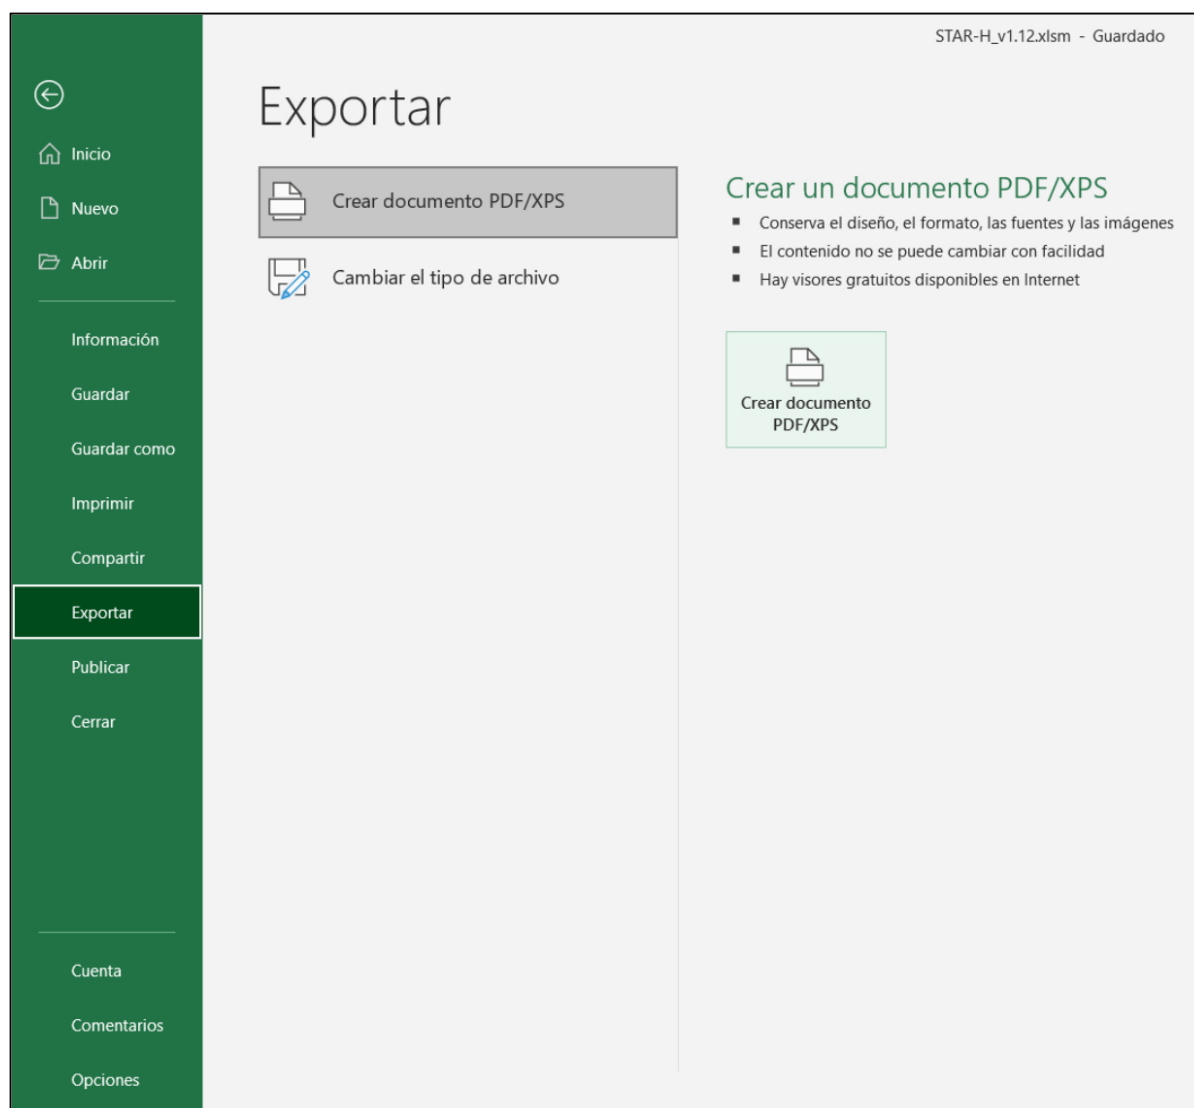 STAR-H_v1.12.xlsm - Guardado
Inicio
Nuevo
Abrir
Información
Guardar
Guardar como
Imprimir
Compartir
Exportar
Publicar
Cerrar
Cuenta
Comentarios
Opciones
Exportar
Crear documento PDF/XPS
Cambiar el tipo de archivo
Crear un documento PDF/XPS
▪ Conserva el diseño, el formato, las fuentes y las imágenes
▪ El contenido no se puede cambiar con facilidad
▪ Hay visores gratuitos disponibles en Internet
Crear documento
PDF/XPS